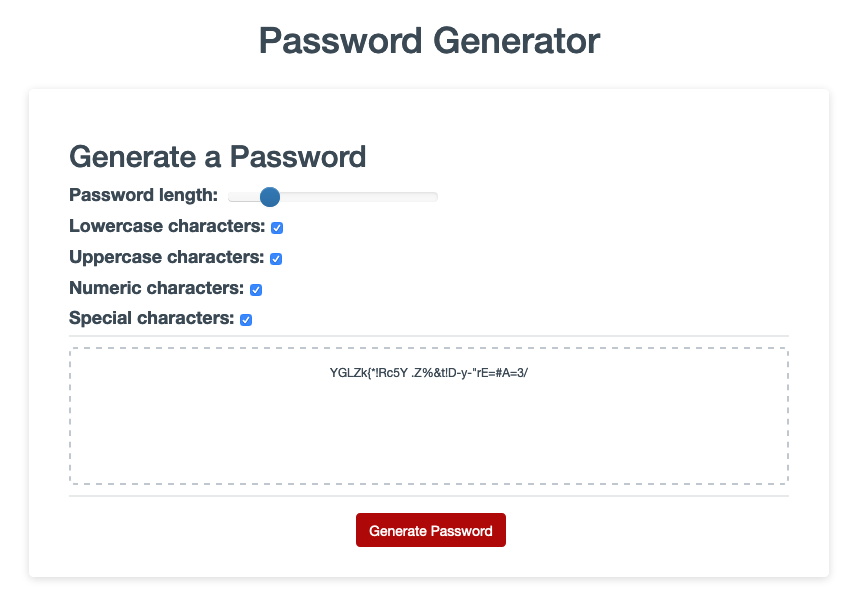 Password Generator
Generate a Password
Password length:
Lowercase characters:
Uppercase characters:
Numeric characters:
Special characters:
YGLZk{*!Rc5Y .Z%&t!D-y-"rE=#A=3/
Generate Password